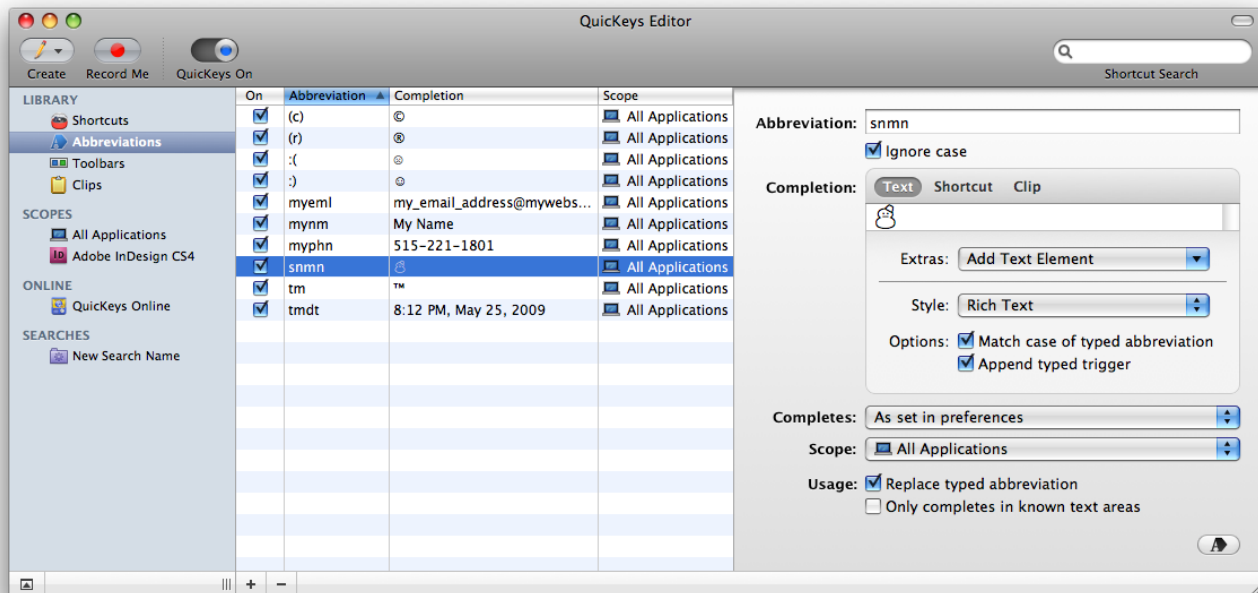 QuicKeys Editor
Create Record Me QuicKeys On
Shortcut Search
LIBRARY
Shortcuts
Abbreviations
Toolbars
Clips
SCOPES
All Applications
Adobe InDesign CS4
ONLINE
QuicKeys Online
SEARCHES
New Search Name
On Abbreviation Completion Scope
(c) © All Applications
(r) ® All Applications
:( ☹ All Applications
:) ☺ All Applications
myeml my_email_address@mywebs... All Applications
mynm My Name All Applications
myphn 515-221-1801 All Applications
snmn ☃ All Applications
tm ™ All Applications
tmdt 8:12 PM, May 25, 2009 All Applications
Abbreviation: snmn
Ignore case
Completion: Text Shortcut Clip
☃
Extras: Add Text Element
Style: Rich Text
Options: Match case of typed abbreviation
Append typed trigger
Completes: As set in preferences
Scope: All Applications
Usage: Replace typed abbreviation
Only completes in known text areas